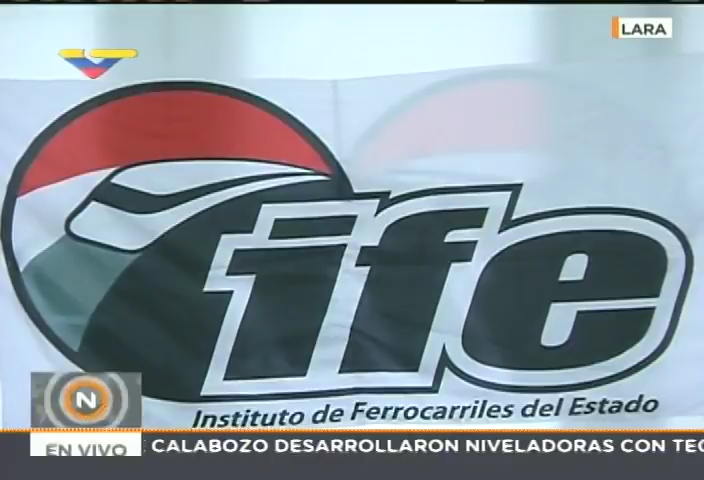 LARA
ife
Instituto de Ferrocarriles del Estado
N
EN VIVO
CALABOZO DESARROLLARON NIVELADORAS CON